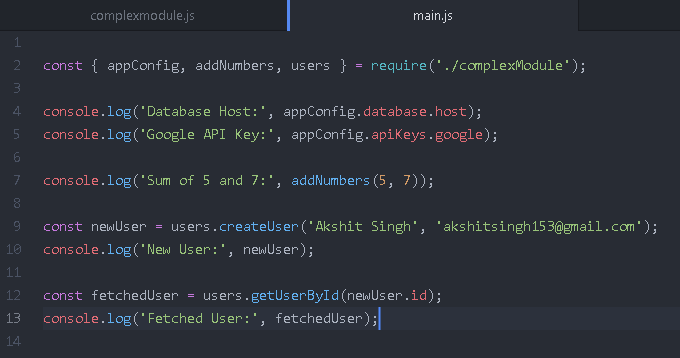 complexmodule.js
main.js
1
2 const { appConfig, addNumbers, users } = require('./complexModule');
3
4 console.log('Database Host:', appConfig.database.host);
5 console.log('Google API Key:', appConfig.apiKeys.google);
6
7 console.log('Sum of 5 and 7:', addNumbers(5, 7));
8
9 const newUser = users.createUser('Akshit Singh', 'akshitsingh153@gmail.com');
10 console.log('New User:', newUser);
11
12 const fetchedUser = users.getUserById(newUser.id);
13 console.log('Fetched User:', fetchedUser);
14